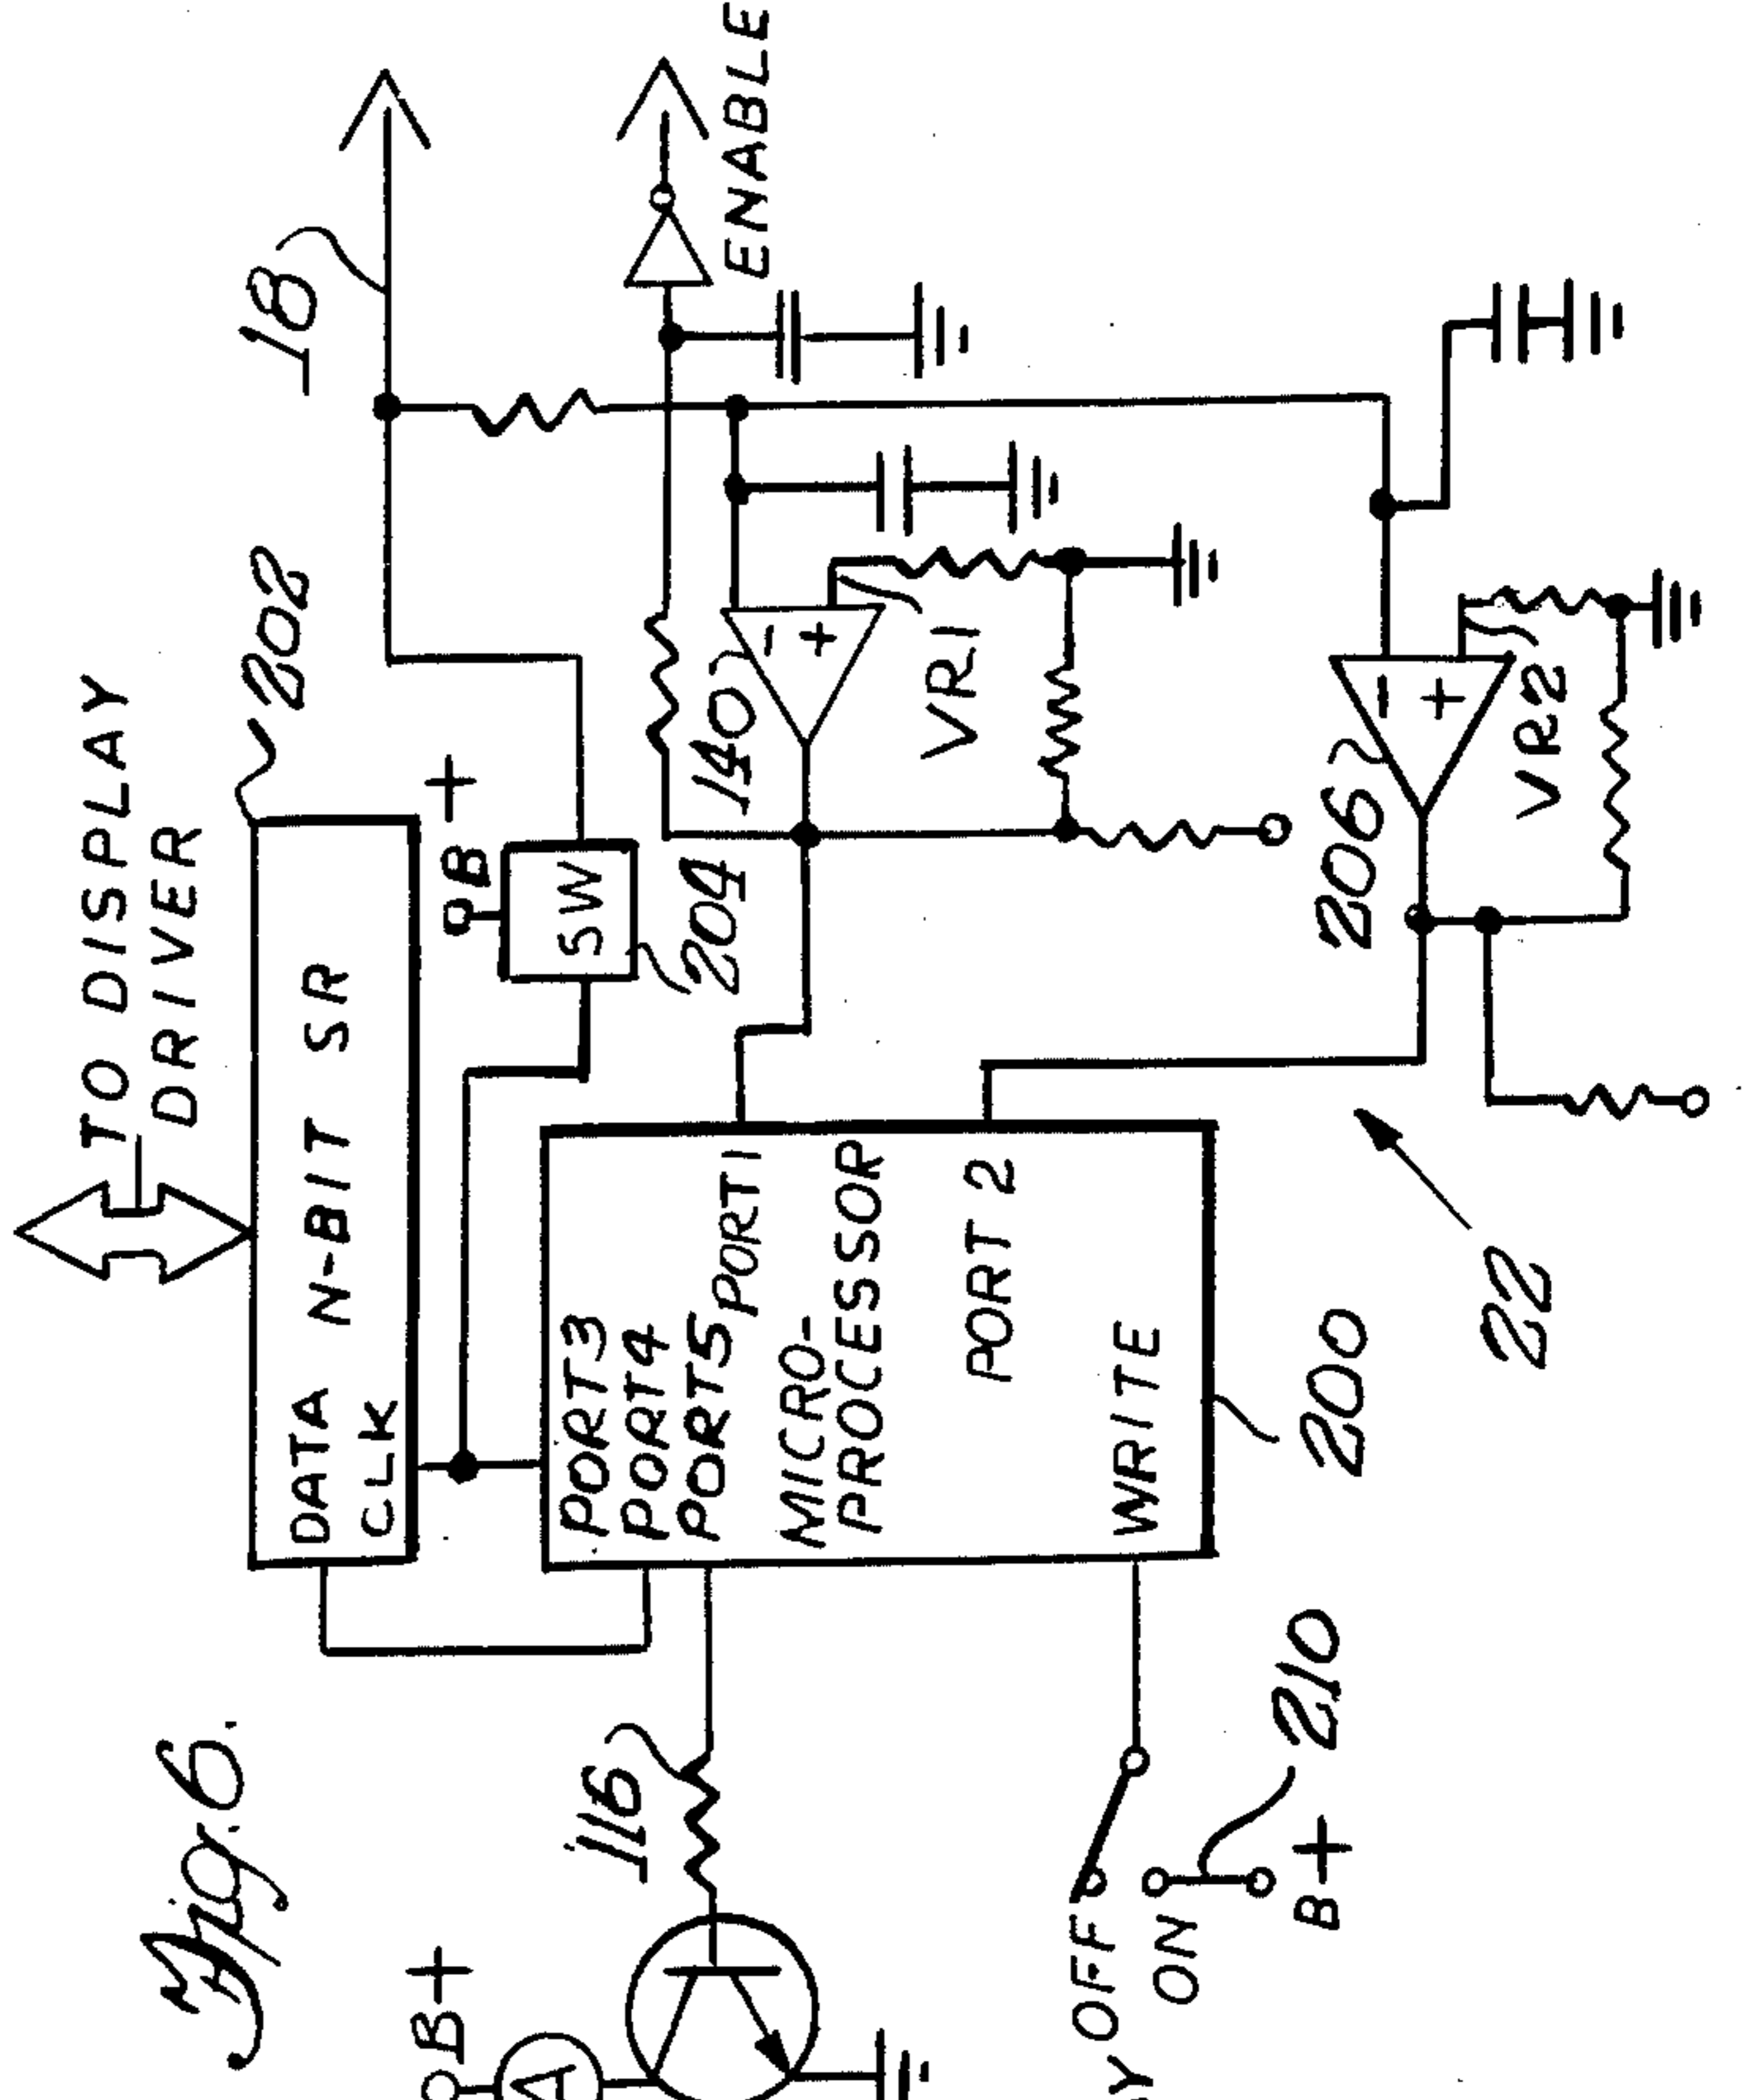 Fig. 6.
TO DISPLAY
DRIVER
202
18
DATA N-BIT SR
CLK
B+
SW
204
ENABLE
140
VR1
PORT3
PORT4
PORT5
PORT1
MICRO-
PROCESSOR
PORT 2
WRITE
200
206
VR2
22
116
B+
A
OFF
ON
Y
210
B+